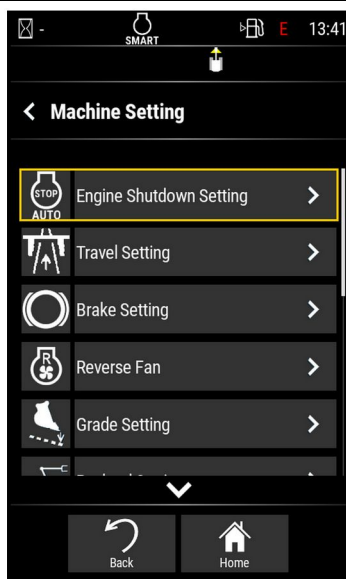 -
SMART
E 13:41
Machine Setting
STOP
AUTO
Engine Shutdown Setting
Travel Setting
Brake Setting
R
Reverse Fan
Grade Setting
Back
Home